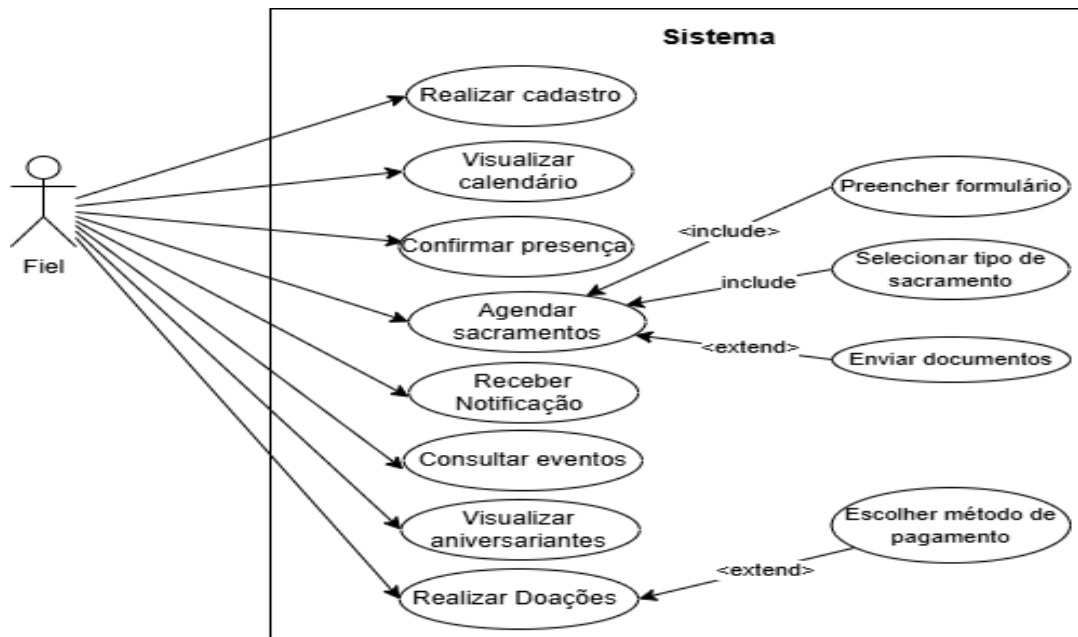 Sistema
Realizar cadastro
Visualizar
calendário
Preencher formulário
<include>
Confirmar presença
Fiel
Selecionar tipo de
sacramento
include
Agendar
sacramentos
<extend>
Enviar documentos
Receber
Notificação
Consultar eventos
Visualizar
aniversariantes
Escolher método de
pagamento
<extend>
Realizar Doações